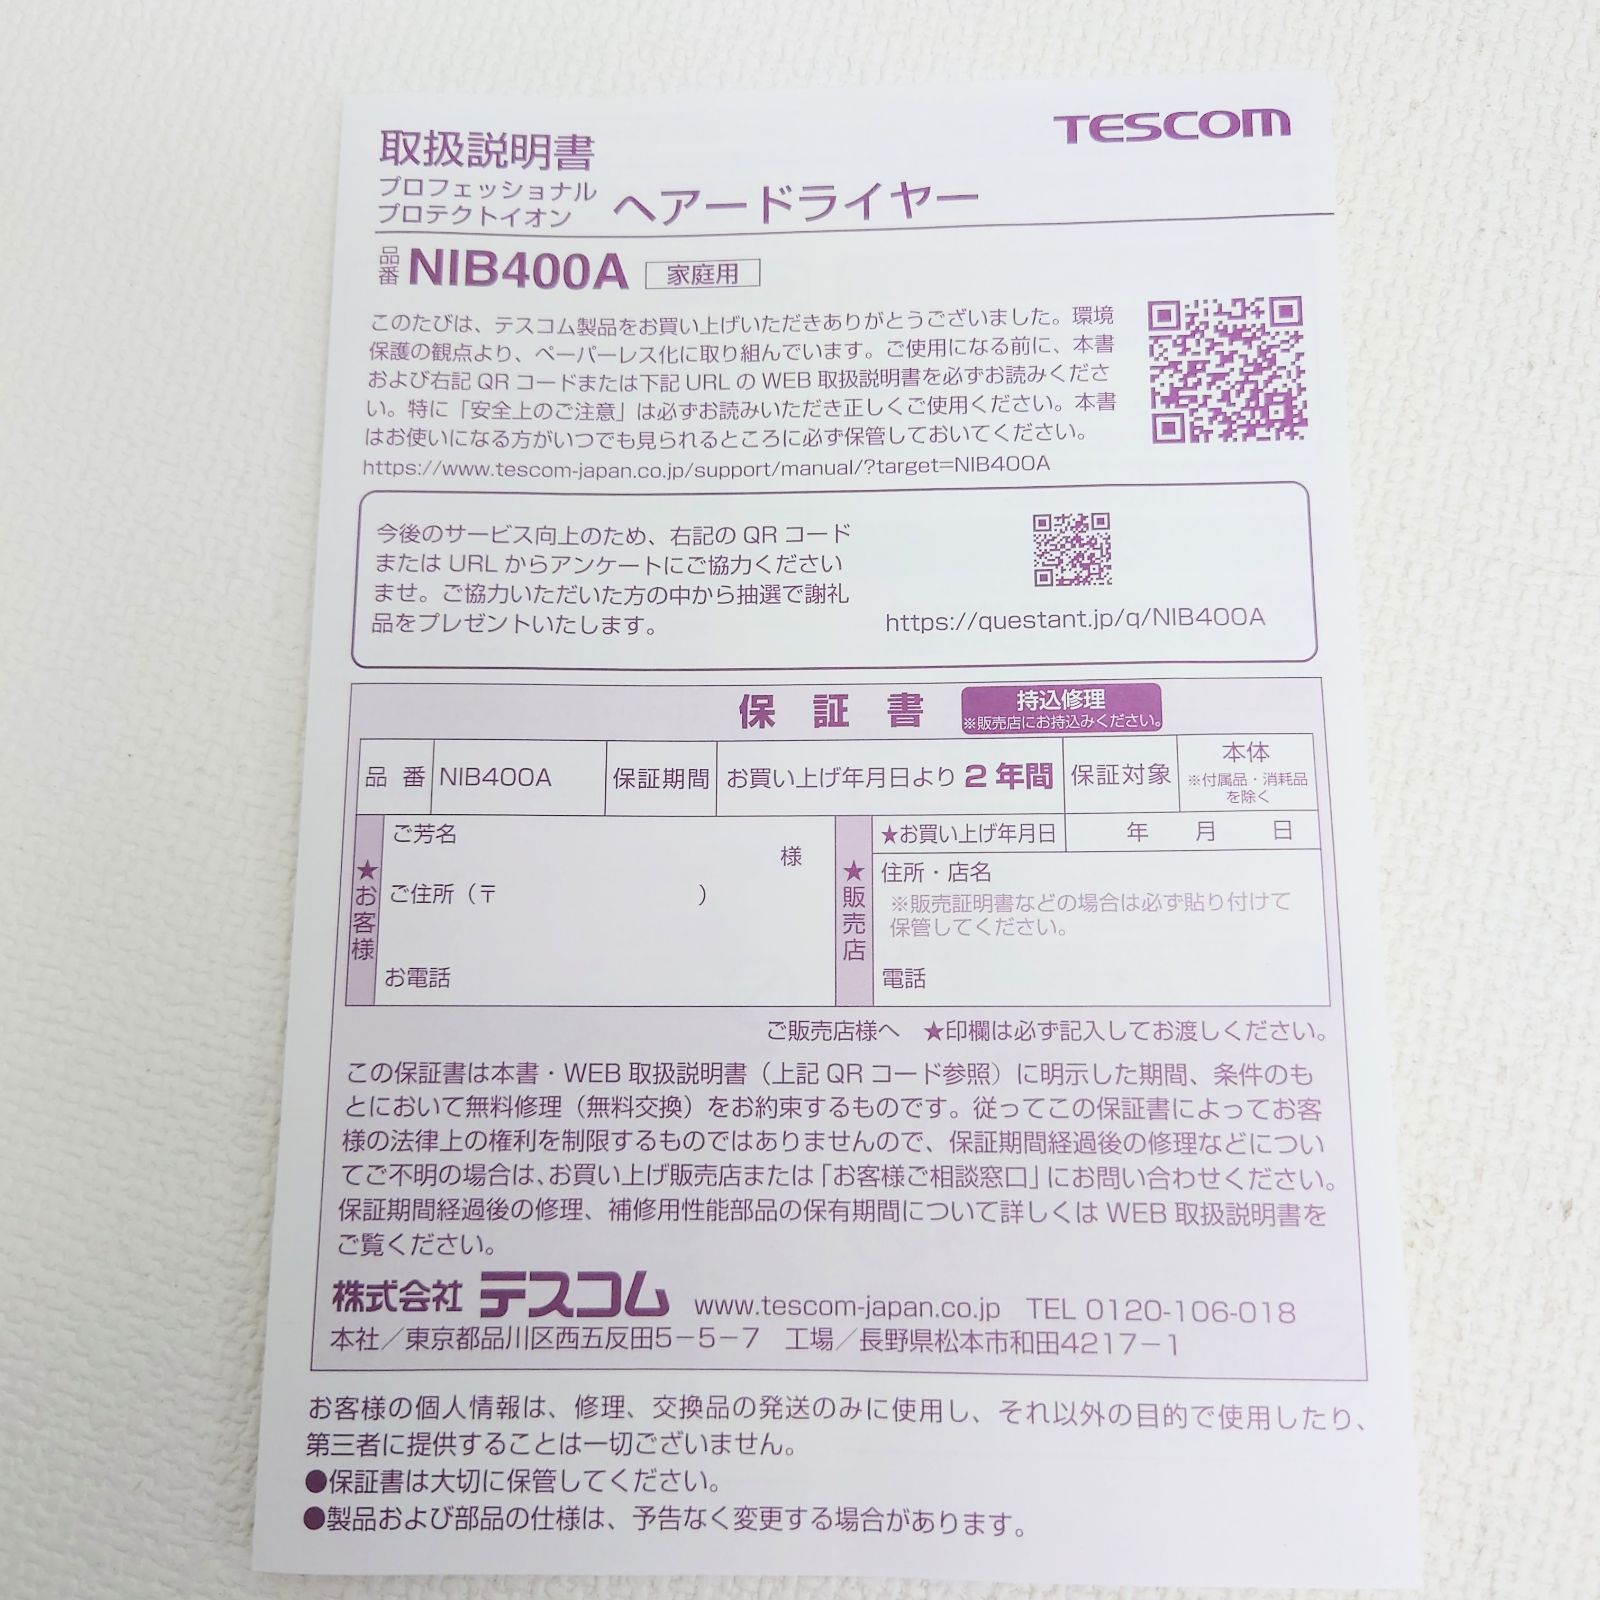 TESCOM
取扱説明書
プロフェッショナル
プロテクトイオン ヘアードライヤー
品番 NIB400A 家庭用
このたびは、テスコム製品をお買い上げいただきありがとうございました。環境
保護の観点より、ペーパーレス化に取り組んでいます。ご使用になる前に、本書
および右記 QR コードまたは下記 URL の WEB 取扱説明書を必ずお読みくださ
い。特に「安全上のご注意」は必ずお読みいただき正しくご使用ください。本書
はお使いになる方がいつでも見られるところに必ず保管しておいてください。
https://www.tescom-japan.co.jp/support/manual/?target=NIB400A
今後のサービス向上のため、右記の QR コード
または URL からアンケートにご協力ください
ませ。ご協力いただいた方の中から抽選で謝礼
品をプレゼントいたします。
https://questant.jp/q/NIB400A
保証書 持込修理
※販売店にお持込みください。
品番 NIB400A 保証期間 お買い上げ年月日より 2 年間 保証対象 本体
※付属品・消耗品
を除く
★お客様
ご芳名
様
ご住所（〒 ）
お電話
★販売店
★お買い上げ年月日 年 月 日
住所・店名
※販売証明書などの場合は必ず貼り付けて
保管してください。
電話
ご販売店様へ ★印欄は必ず記入してお渡しください。
この保証書は本書・WEB 取扱説明書（上記 QR コード参照）に明示した期間、条件のも
とにおいて無料修理（無料交換）をお約束するものです。従ってこの保証書によってお客
様の法律上の権利を制限するものではありませんので、保証期間経過後の修理などについ
てご不明の場合は、お買い上げ販売店または「お客様ご相談窓口」にお問い合わせください。
保証期間経過後の修理、補修用性能部品の保有期間について詳しくは WEB 取扱説明書を
ご覧ください。
株式会社 テスコム www.tescom-japan.co.jp TEL 0120-106-018
本社／東京都品川区西五反田5－5－7 工場／長野県松本市和田4217－1
お客様の個人情報は、修理、交換品の発送のみに使用し、それ以外の目的で使用したり、
第三者に提供することは一切ございません。
●保証書は大切に保管してください。
●製品および部品の仕様は、予告なく変更する場合があります。